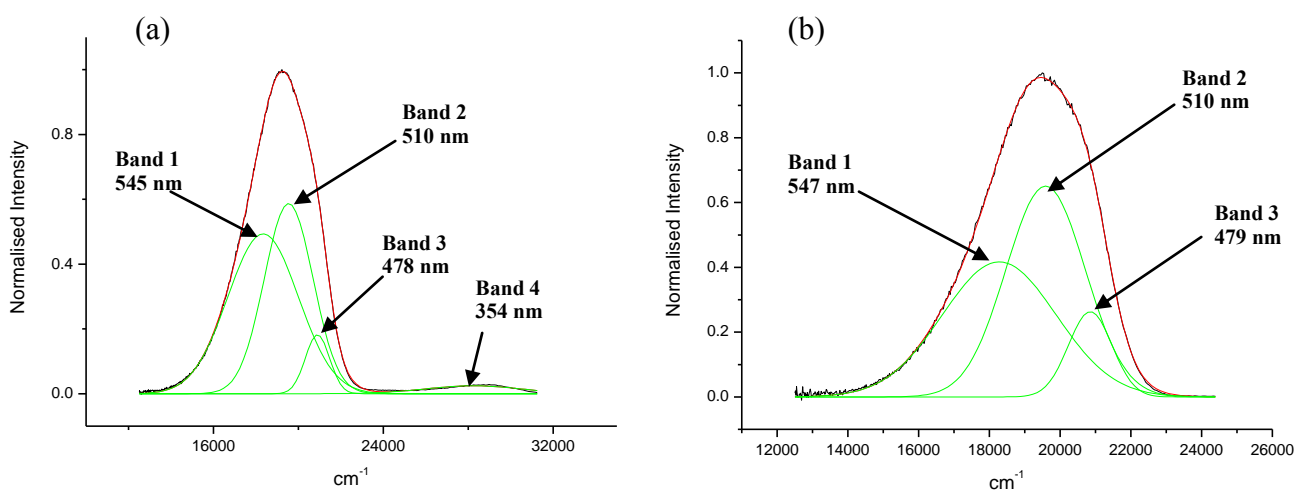 (a)
Normalised Intensity
0.8
0.4
0.0
Band 1
545 nm
Band 2
510 nm
Band 3
478 nm
Band 4
354 nm
16000 24000 32000
cm⁻¹
(b)
Normalised Intensity
1.0
0.8
0.6
0.4
0.2
0.0
Band 1
547 nm
Band 2
510 nm
Band 3
479 nm
12000 14000 16000 18000 20000 22000 24000 26000
cm⁻¹